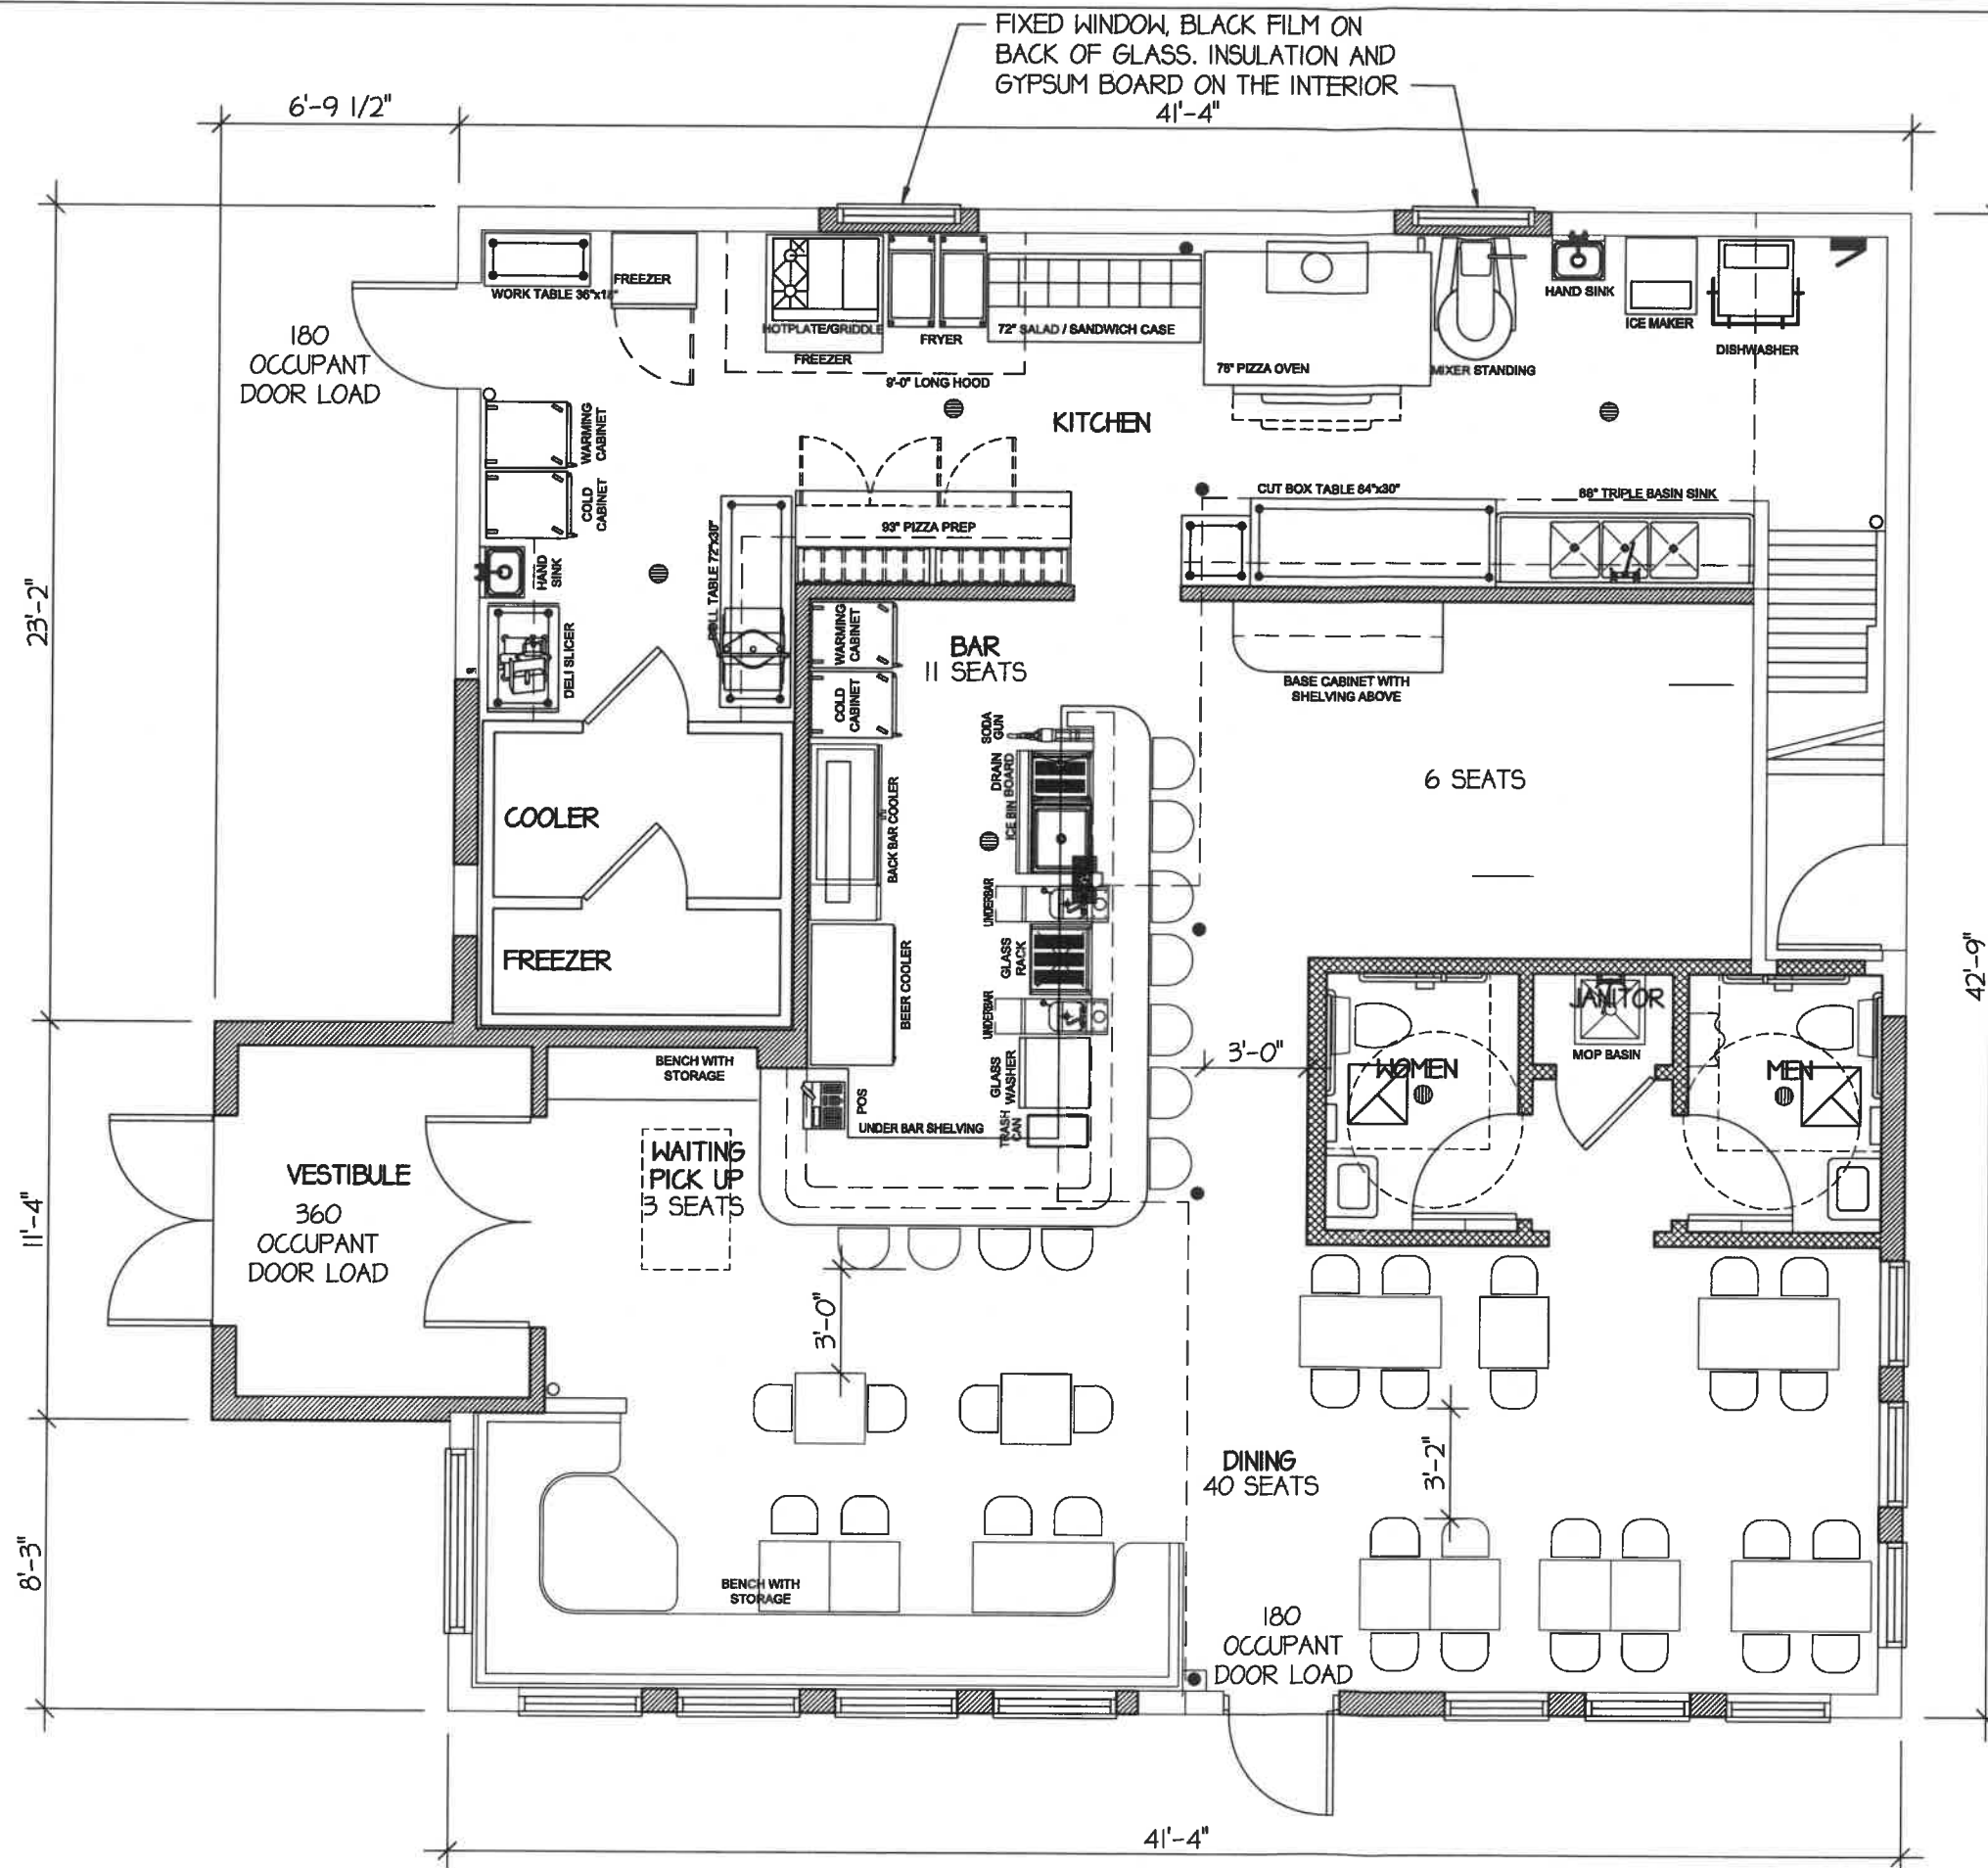 FIXED WINDOW, BLACK FILM ON
BACK OF GLASS. INSULATION AND
GYPSUM BOARD ON THE INTERIOR
6'-9 1/2"
41'-4"
WORK TABLE 36"x18"
FREEZER
HOTPLATE/GRIDDLE
FREEZER
FRYER
9'-0" LONG HOOD
72" SALAD / SANDWICH CASE
78" PIZZA OVEN
MIXER STANDING
HAND SINK
ICE MAKER
DISHWASHER
180
OCCUPANT
DOOR LOAD
WARMING
CABINET
COLD
CABINET
HAND
SINK
DELI SLICER
KITCHEN
ROLL TABLE 72"x30"
93" PIZZA PREP
CUT BOX TABLE 84"x30"
88" TRIPLE BASIN SINK
23'-2"
WARMING
CABINET
COLD
CABINET
BAR
11 SEATS
BASE CABINET WITH
SHELVING ABOVE
SODA
GUN
DRAIN
BOARD
ICE BIN
BACK BAR COOLER
6 SEATS
COOLER
FREEZER
UNDERBAR
GLASS
RACK
BEER COOLER
UNDERBAR
GLASS
WASHER
TRASH
CAN
POS
UNDER BAR SHELVING
42'-9"
JANITOR
MOP BASIN
WOMEN
MEN
3'-0"
BENCH WITH
STORAGE
WAITING
PICK UP
3 SEATS
VESTIBULE
360
OCCUPANT
DOOR LOAD
11'-4"
3'-0"
DINING
40 SEATS
3'-2"
8'-3"
BENCH WITH
STORAGE
180
OCCUPANT
DOOR LOAD
41'-4"